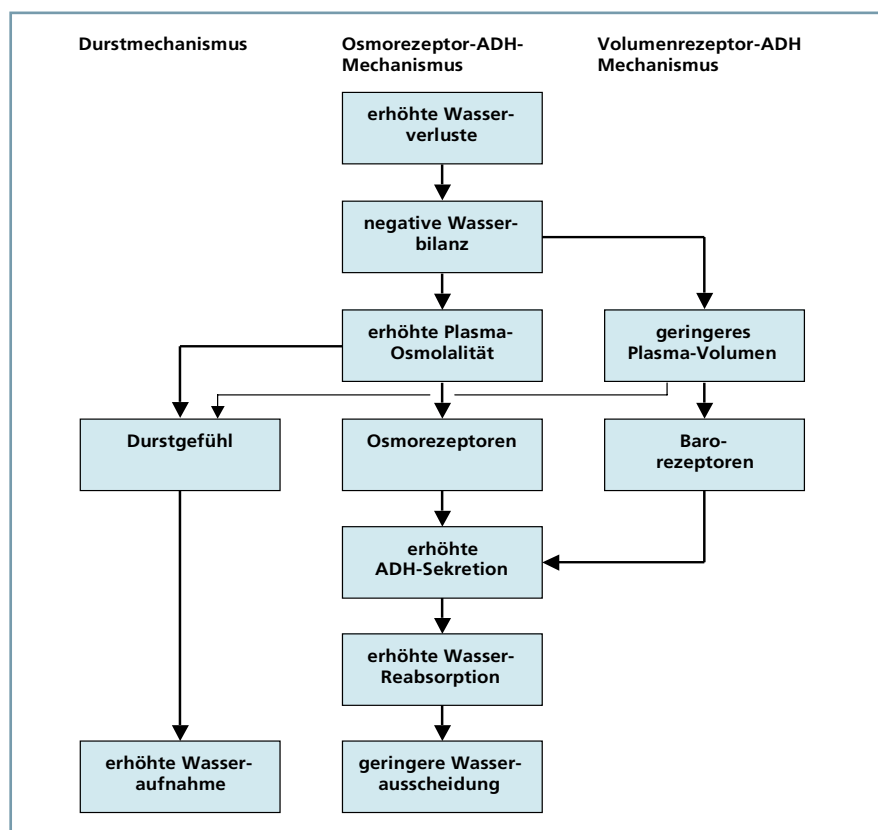 Durstmechanismus
Osmorezeptor-ADH-
Mechanismus
Volumenrezeptor-ADH
Mechanismus
erhöhte Wasser-
verluste
negative Wasser-
bilanz
erhöhte Plasma-
Osmolalität
geringeres
Plasma-Volumen
Durstgefühl
Osmorezeptoren
Baro-
rezeptoren
erhöhte
ADH-Sekretion
erhöhte Wasser-
Reabsorption
erhöhte Wasser-
aufnahme
geringere Wasser-
ausscheidung